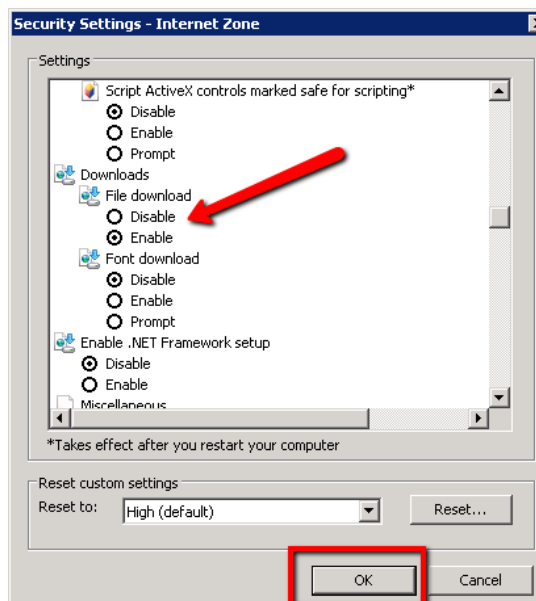 Security Settings - Internet Zone
Settings
Script ActiveX controls marked safe for scripting*
Disable
Enable
Prompt
Downloads
File download
Disable
Enable
Font download
Disable
Enable
Prompt
Enable .NET Framework setup
Disable
Enable
Miscellaneous
*Takes effect after you restart your computer
Reset custom settings
Reset to: High (default) Reset...
OK Cancel